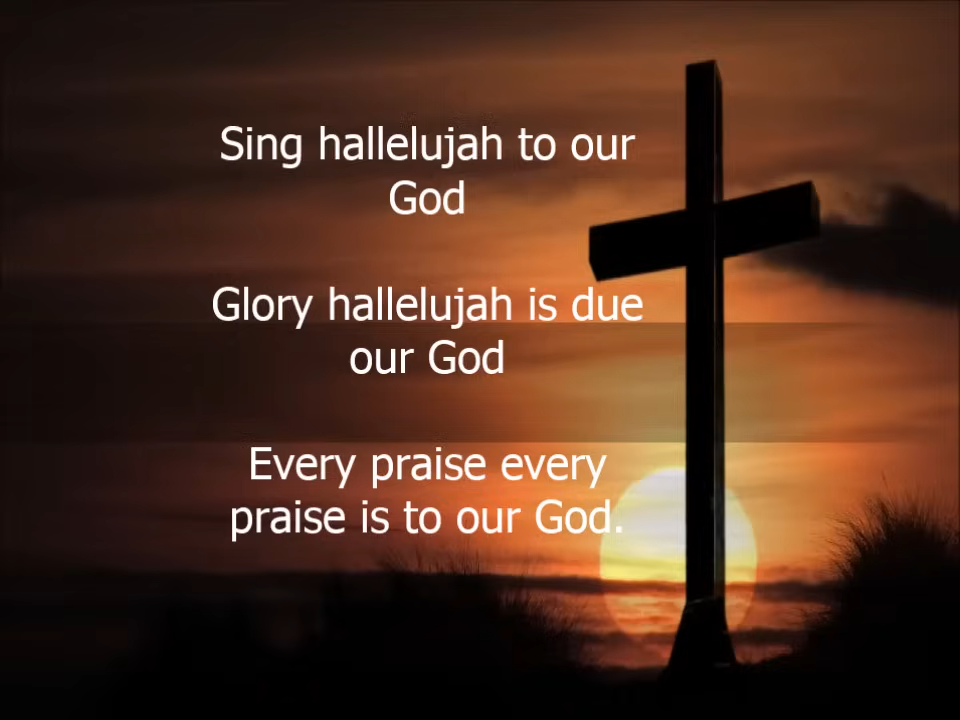 Sing hallelujah to our
God
Glory hallelujah is due
our God
Every praise every
praise is to our God.